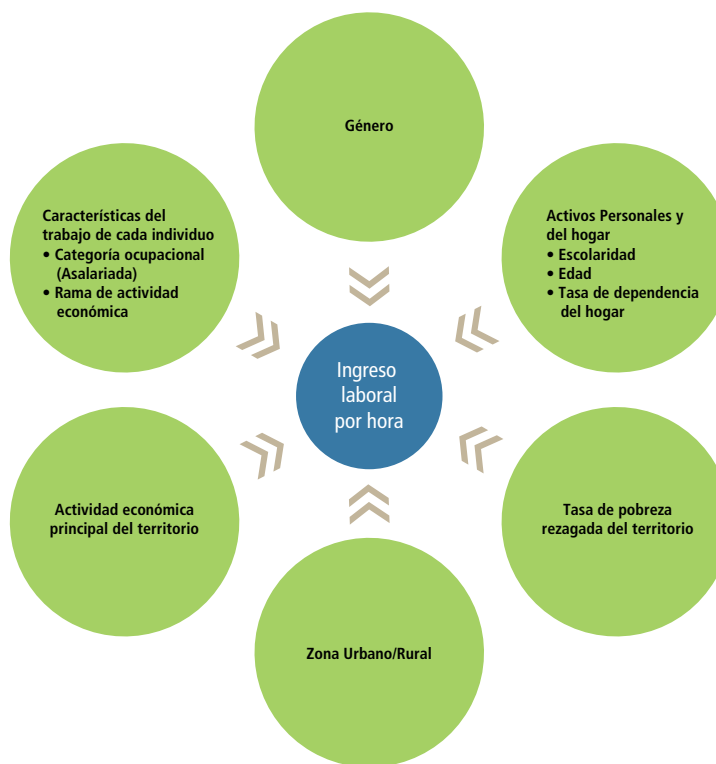 Género
Características del
trabajo de cada individuo
• Categoría ocupacional
(Asalariada)
• Rama de actividad
económica
Activos Personales y
del hogar
• Escolaridad
• Edad
• Tasa de dependencia
del hogar
Ingreso
laboral
por hora
Actividad económica
principal del territorio
Tasa de pobreza
rezagada del territorio
Zona Urbano/Rural